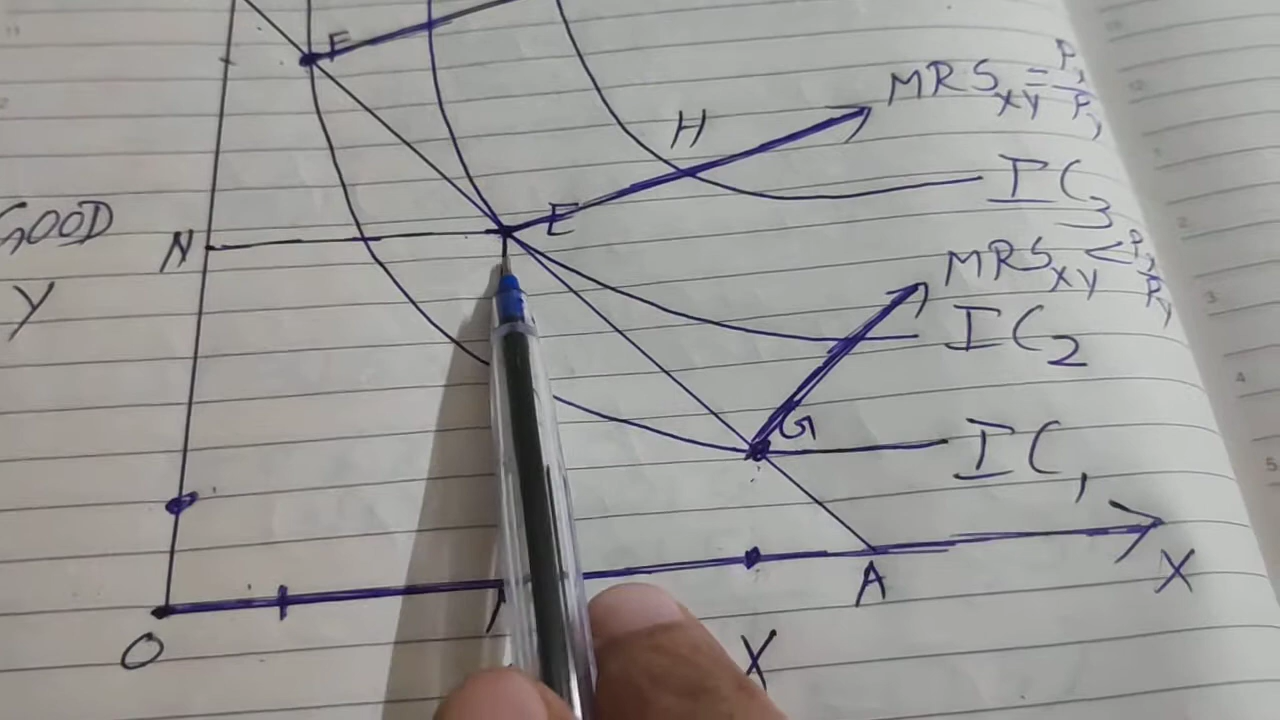 F
H
MRSxy = Px/Py
IC3
E
GOOD
Y
N
MRSxy < Px/Py
IC2
G
IC1
A
X
O
X